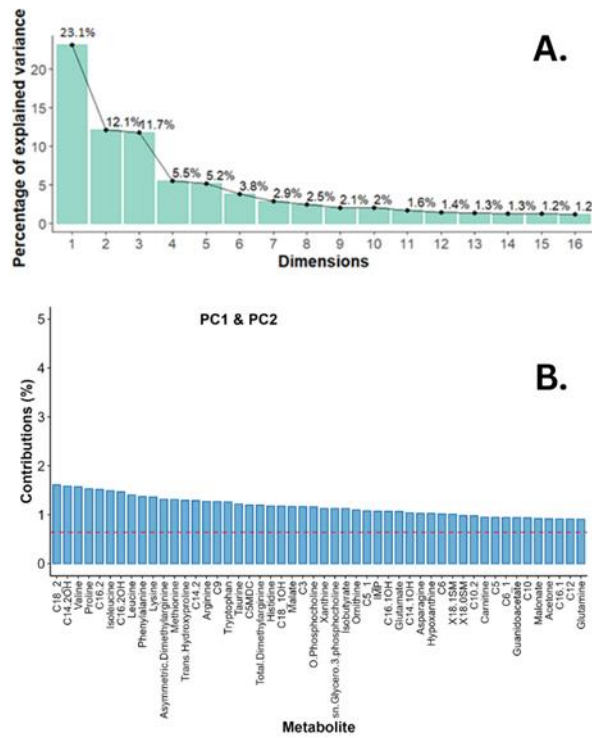 A.
Percentage of explained variance
20
15
10
5
0
23.1%
12.1%
11.7%
5.5%
5.2%
3.8%
2.9%
2.5%
2.1%
2%
1.6%
1.4%
1.3%
1.3%
1.2%
1.2
1 2 3 4 5 6 7 8 9 10 11 12 13 14 15 16
Dimensions
B.
PC1 & PC2
Contributions (%)
5
4
3
2
1
0
C18_2
C14.2OH
Valine
Proline
C16.2
Isoleucine
C16.2OH
Leucine
Phenylalanine
Lysine
Asymmetric.Dimethylarginine
Methionine
Trans.Hydroxyproline
C14.2
Arginine
C9
Tryptophan
Taurine
C5MDC
Total.Dimethylarginine
Histidine
C18_1OH
Malate
C3
O.Phosphocholine
Xanthine
sn.Glycero.3.phosphocholine
Isobutyrate
Ornithine
C5_1
IMP
C16.1OH
Glutamate
C14.1OH
Asparagine
Hypoxanthine
C6
X18.1SM
X18.0SM
C10.2
Carnitine
C5
C6_1
Guanidoacetate
C10
Malonate
Acetone
C16.1
C12
Glutamine
Metabolite